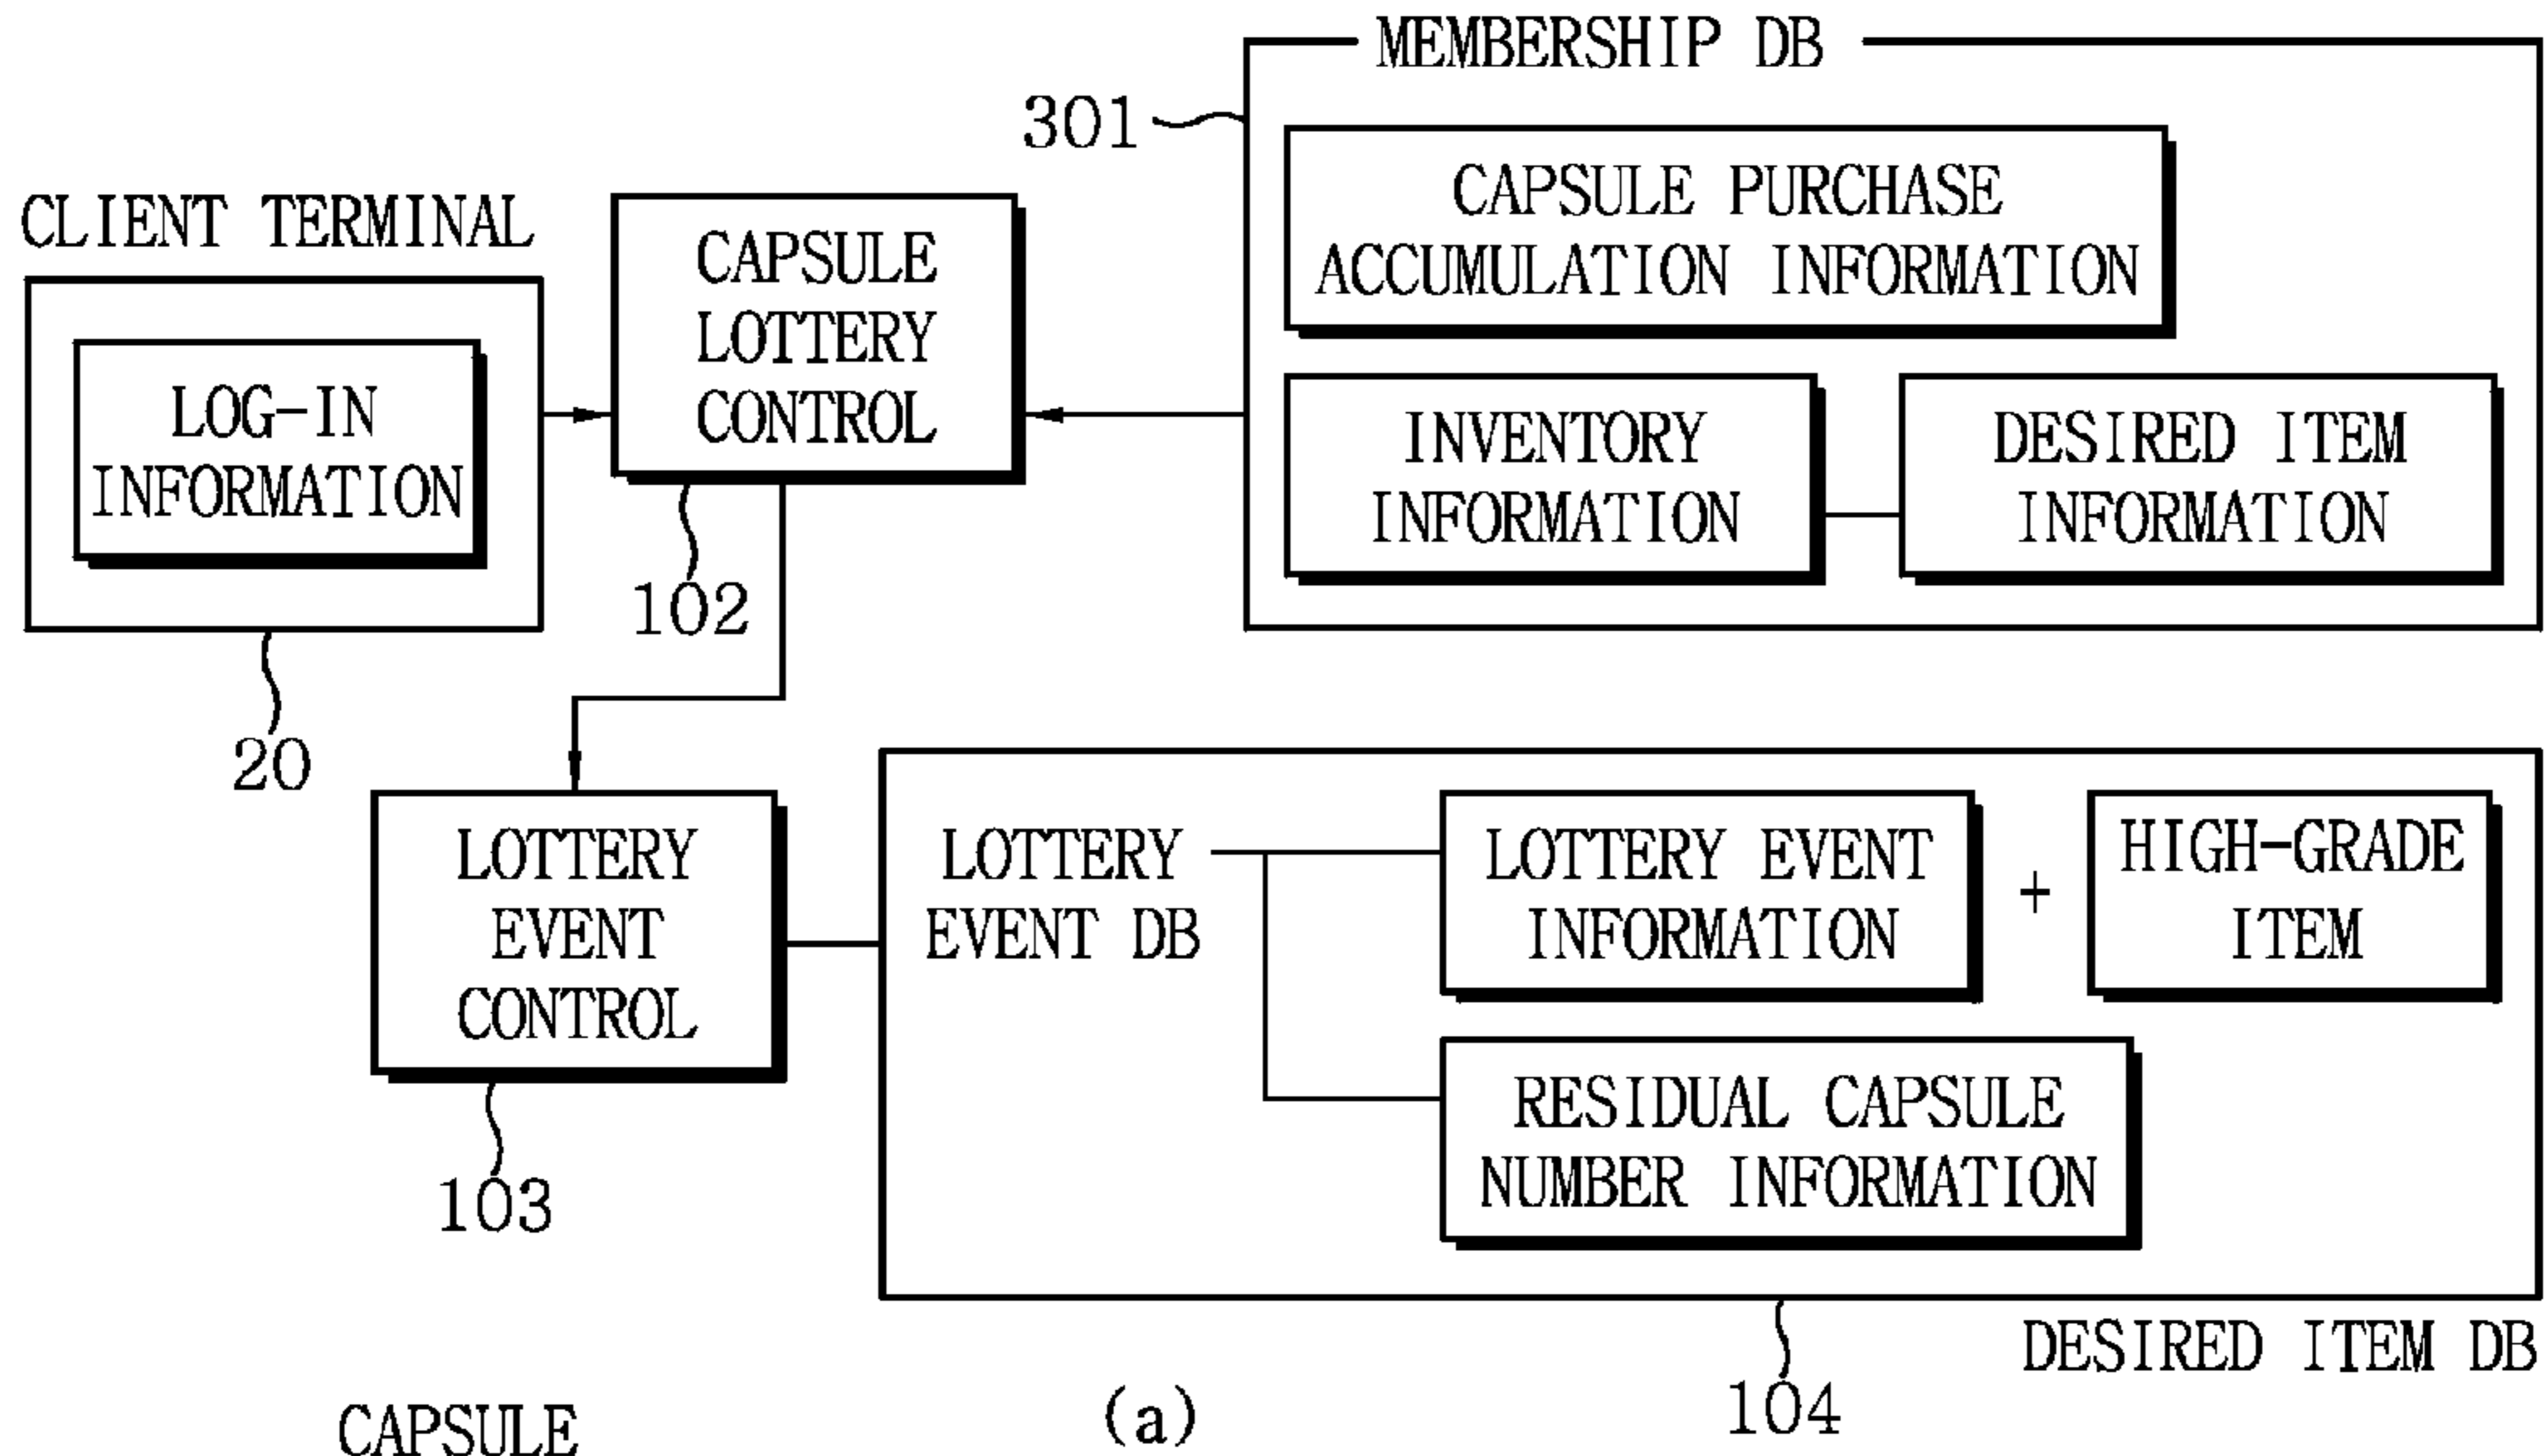 MEMBERSHIP DB
301
CAPSULE PURCHASE
ACCUMULATION INFORMATION
INVENTORY
INFORMATION
DESIRED ITEM
INFORMATION
CLIENT TERMINAL
LOG-IN
INFORMATION
20
CAPSULE
LOTTERY
CONTROL
102
LOTTERY
EVENT
CONTROL
103
LOTTERY
EVENT DB
LOTTERY EVENT
INFORMATION
+
HIGH-GRADE
ITEM
RESIDUAL CAPSULE
NUMBER INFORMATION
DESIRED ITEM DB
104
(a)
CAPSULE